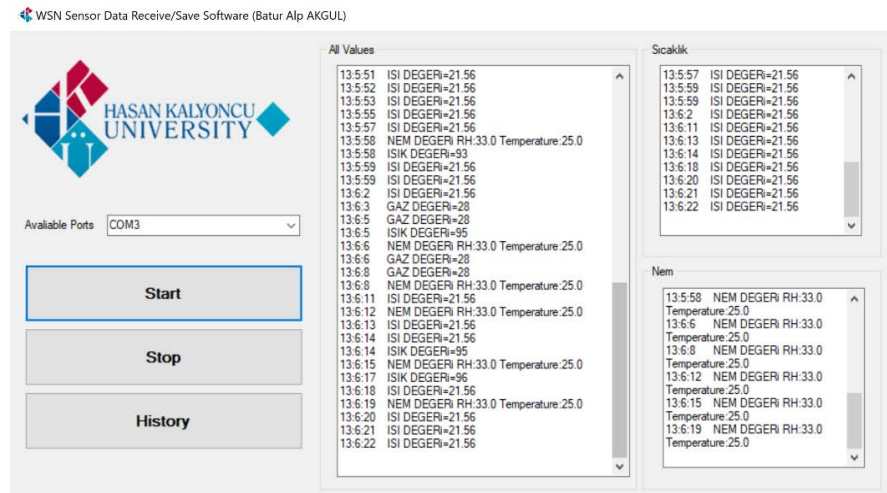 WSN Sensor Data Receive/Save Software (Batur Alp AKGUL)
HASAN KALYONCU
UNIVERSITY
Avaliable Ports COM3
Start
Stop
History
All Values
13:5:51 ISI DEGERi=21.56
13:5:52 ISI DEGERi=21.56
13:5:53 ISI DEGERi=21.56
13:5:55 ISI DEGERi=21.56
13:5:57 ISI DEGERi=21.56
13:5:58 NEM DEGERi RH:33.0 Temperature:25.0
13:5:58 ISIK DEGERi=93
13:5:59 ISI DEGERi=21.56
13:5:59 ISI DEGERi=21.56
13:6:2 ISI DEGERi=21.56
13:6:3 GAZ DEGERi=28
13:6:5 GAZ DEGERi=28
13:6:5 ISIK DEGERi=95
13:6:6 NEM DEGERi RH:33.0 Temperature:25.0
13:6:6 GAZ DEGERi=28
13:6:8 GAZ DEGERi=28
13:6:8 NEM DEGERi RH:33.0 Temperature:25.0
13:6:11 ISI DEGERi=21.56
13:6:12 NEM DEGERi RH:33.0 Temperature:25.0
13:6:13 ISI DEGERi=21.56
13:6:14 ISI DEGERi=21.56
13:6:14 ISIK DEGERi=95
13:6:15 NEM DEGERi RH:33.0 Temperature:25.0
13:6:17 ISIK DEGERi=96
13:6:18 ISI DEGERi=21.56
13:6:19 NEM DEGERi RH:33.0 Temperature:25.0
13:6:20 ISI DEGERi=21.56
13:6:21 ISI DEGERi=21.56
13:6:22 ISI DEGERi=21.56
Sıcaklık
13:5:57 ISI DEGERi=21.56
13:5:59 ISI DEGERi=21.56
13:5:59 ISI DEGERi=21.56
13:6:2 ISI DEGERi=21.56
13:6:11 ISI DEGERi=21.56
13:6:13 ISI DEGERi=21.56
13:6:14 ISI DEGERi=21.56
13:6:18 ISI DEGERi=21.56
13:6:20 ISI DEGERi=21.56
13:6:21 ISI DEGERi=21.56
13:6:22 ISI DEGERi=21.56
Nem
13:5:58 NEM DEGERi RH:33.0
Temperature:25.0
13:6:6 NEM DEGERi RH:33.0
Temperature:25.0
13:6:8 NEM DEGERi RH:33.0
Temperature:25.0
13:6:12 NEM DEGERi RH:33.0
Temperature:25.0
13:6:15 NEM DEGERi RH:33.0
Temperature:25.0
13:6:19 NEM DEGERi RH:33.0
Temperature:25.0